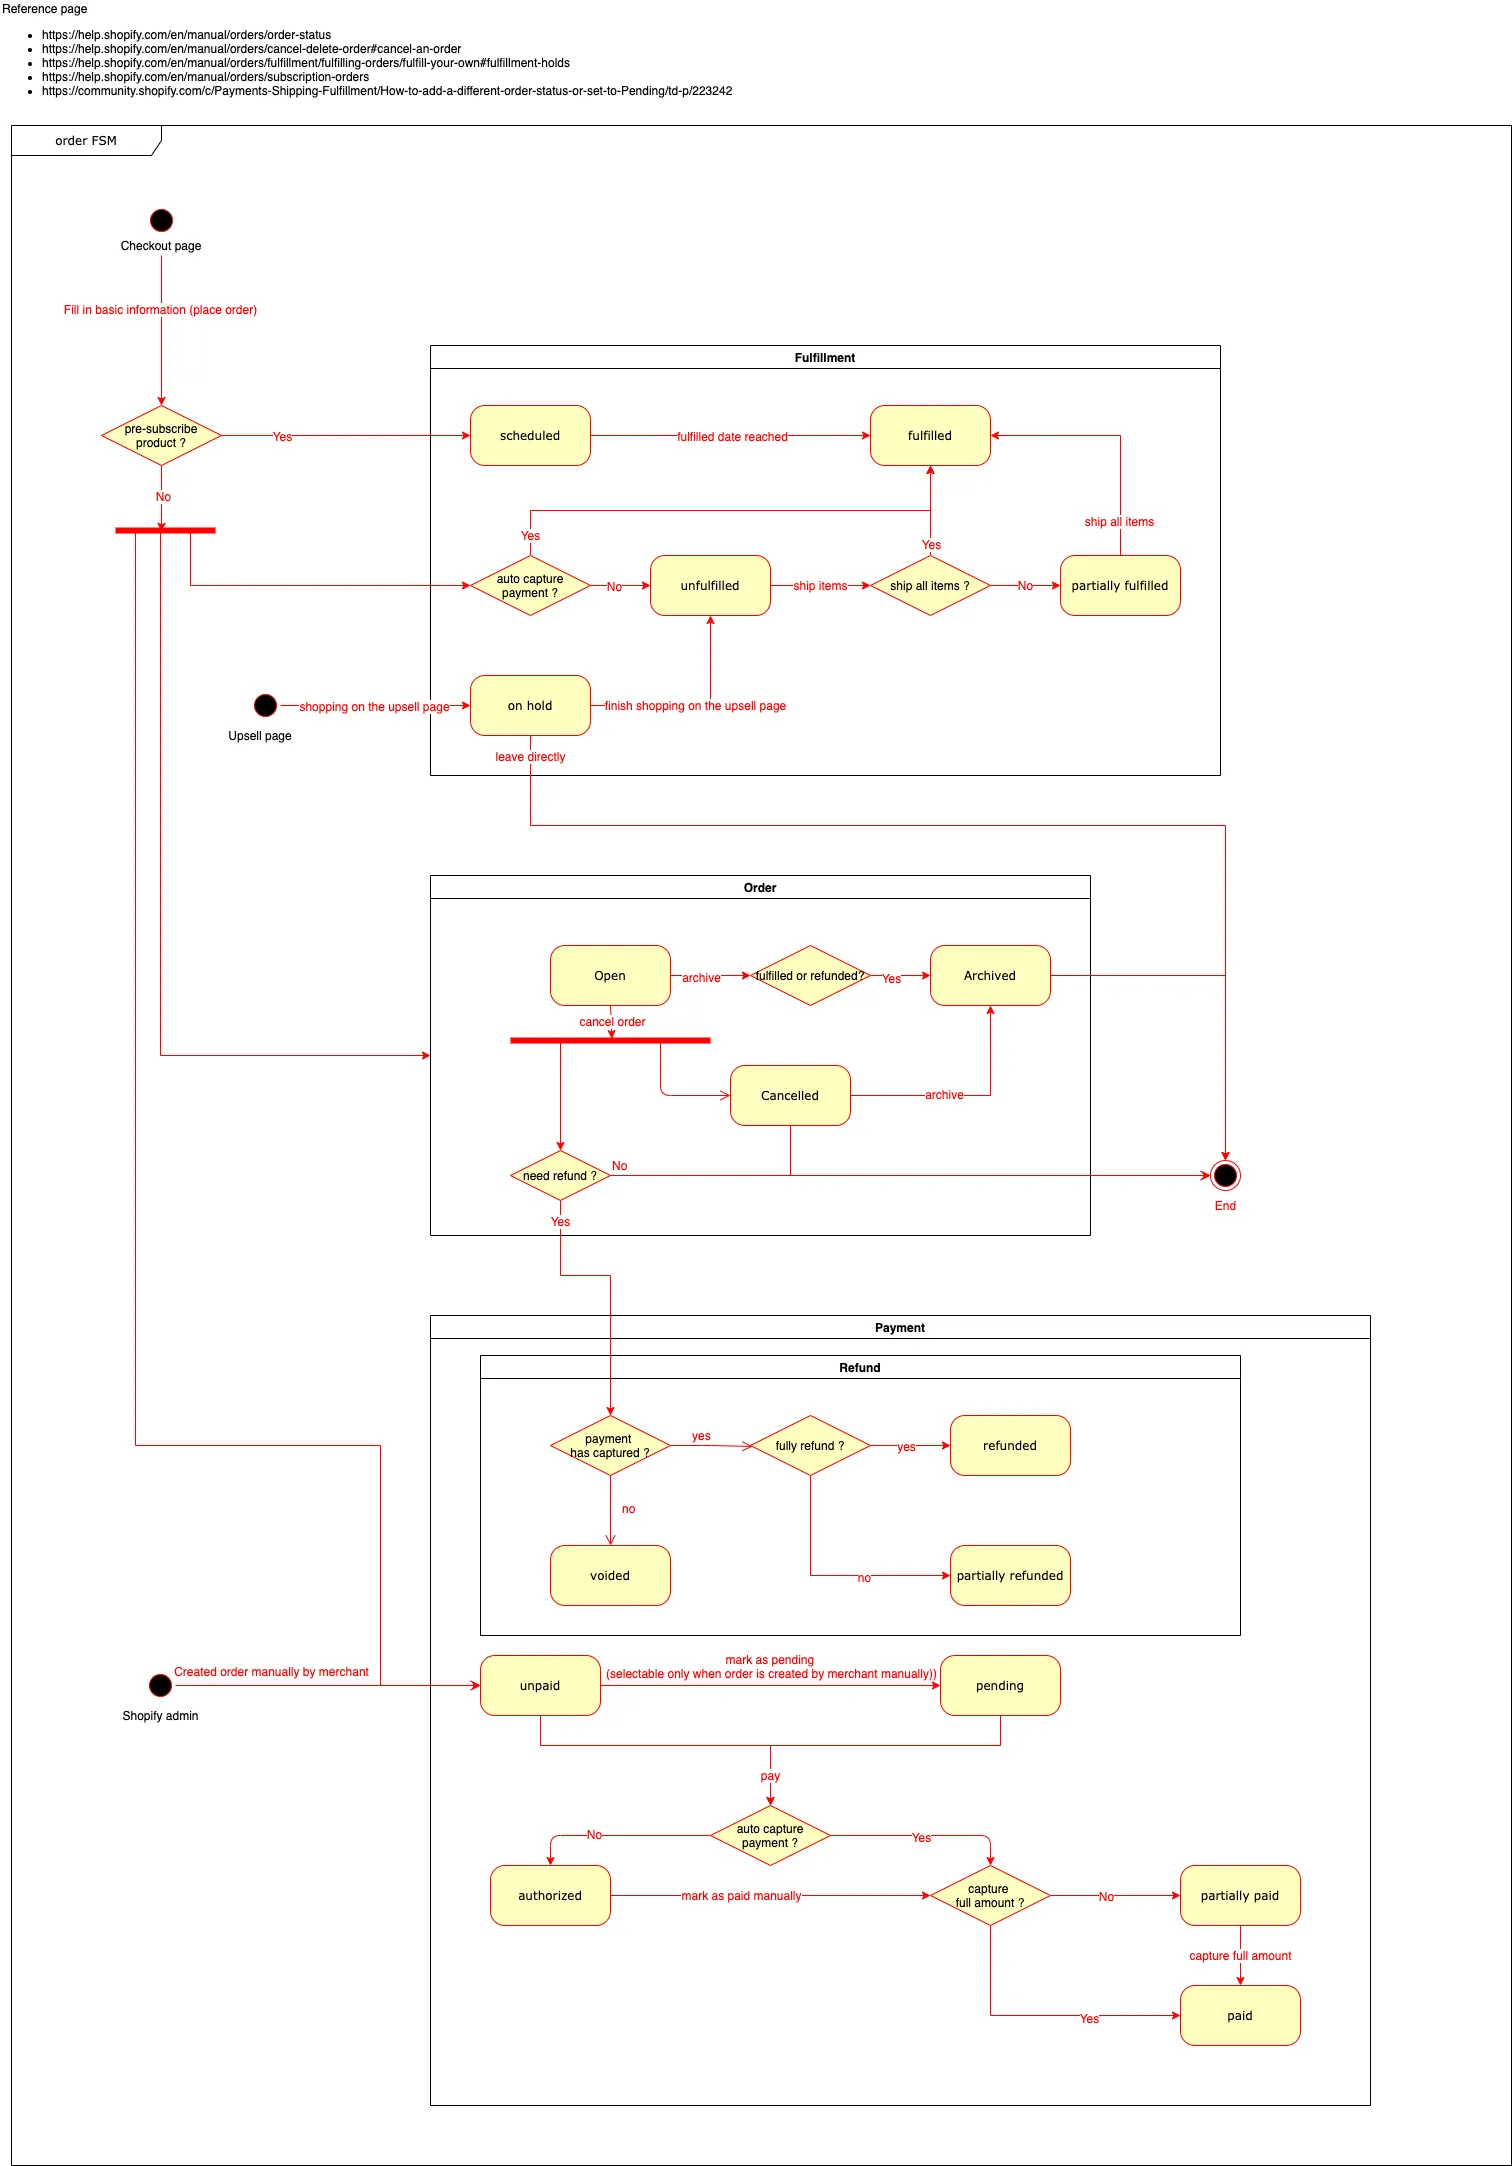 Reference page
https://help.shopify.com/en/manual/orders/order-status
https://help.shopify.com/en/manual/orders/cancel-delete-order#cancel-an-order
https://help.shopify.com/en/manual/orders/fulfillment/fulfilling-orders/fulfill-your-own#fulfillment-holds
https://help.shopify.com/en/manual/orders/subscription-orders
https://community.shopify.com/c/Payments-Shipping-Fulfillment/How-to-add-a-different-order-status-or-set-to-Pending/td-p/223242
order FSM
Checkout page
Fill in basic information (place order)
pre-subscribe
product ?
Yes
No
Fulfillment
scheduled
fulfilled date reached
fulfilled
Yes
Yes
ship all items
auto capture
payment ?
No
unfulfilled
ship items
ship all items ?
No
partially fulfilled
Upsell page
shopping on the upsell page
on hold
finish shopping on the upsell page
leave directly
Order
Open
archive
fulfilled or refunded?
Yes
Archived
cancel order
Cancelled
archive
need refund ?
No
Yes
End
Payment
Refund
payment
has captured ?
yes
fully refund ?
yes
refunded
no
voided
no
partially refunded
Created order manually by merchant
Shopify admin
unpaid
mark as pending
(selectable only when order is created by merchant manually))
pending
pay
auto capture
payment ?
No
Yes
authorized
mark as paid manually
capture
full amount ?
No
partially paid
capture full amount
Yes
paid